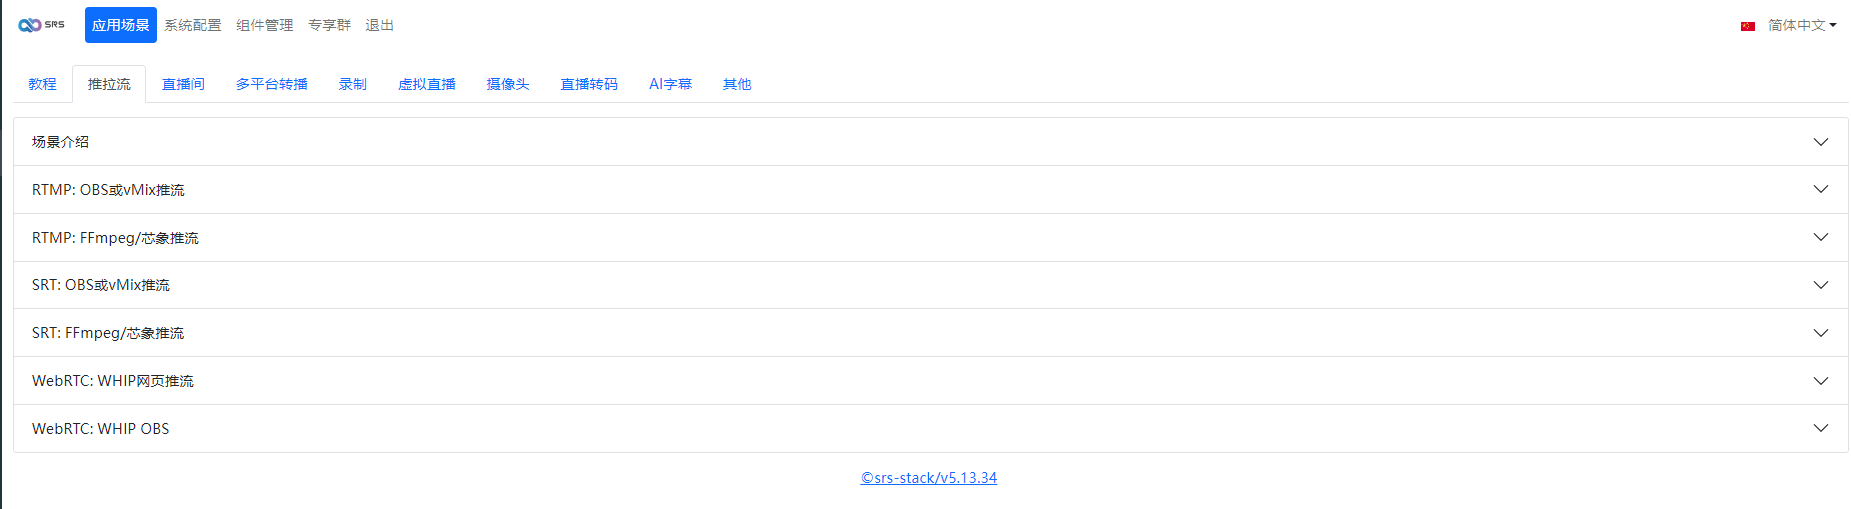 SRS 应用场景 系统配置 组件管理 专享群 退出 简体中文
教程 推拉流 直播间 多平台转播 录制 虚拟直播 摄像头 直播转码 AI字幕 其他
场景介绍
RTMP: OBS或vMix推流
RTMP: FFmpeg/芯象推流
SRT: OBS或vMix推流
SRT: FFmpeg/芯象推流
WebRTC: WHIP网页推流
WebRTC: WHIP OBS
©srs-stack/v5.13.34